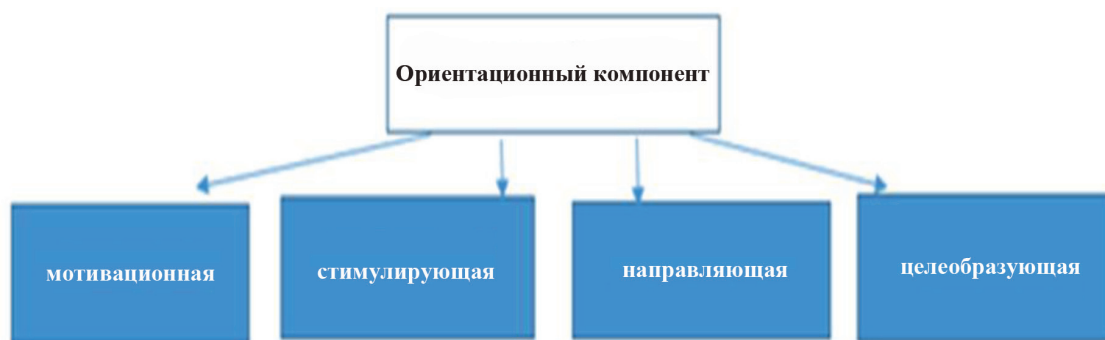 Ориентационный компонент
мотивационная
стимулирующая
направляющая
целеобразующая